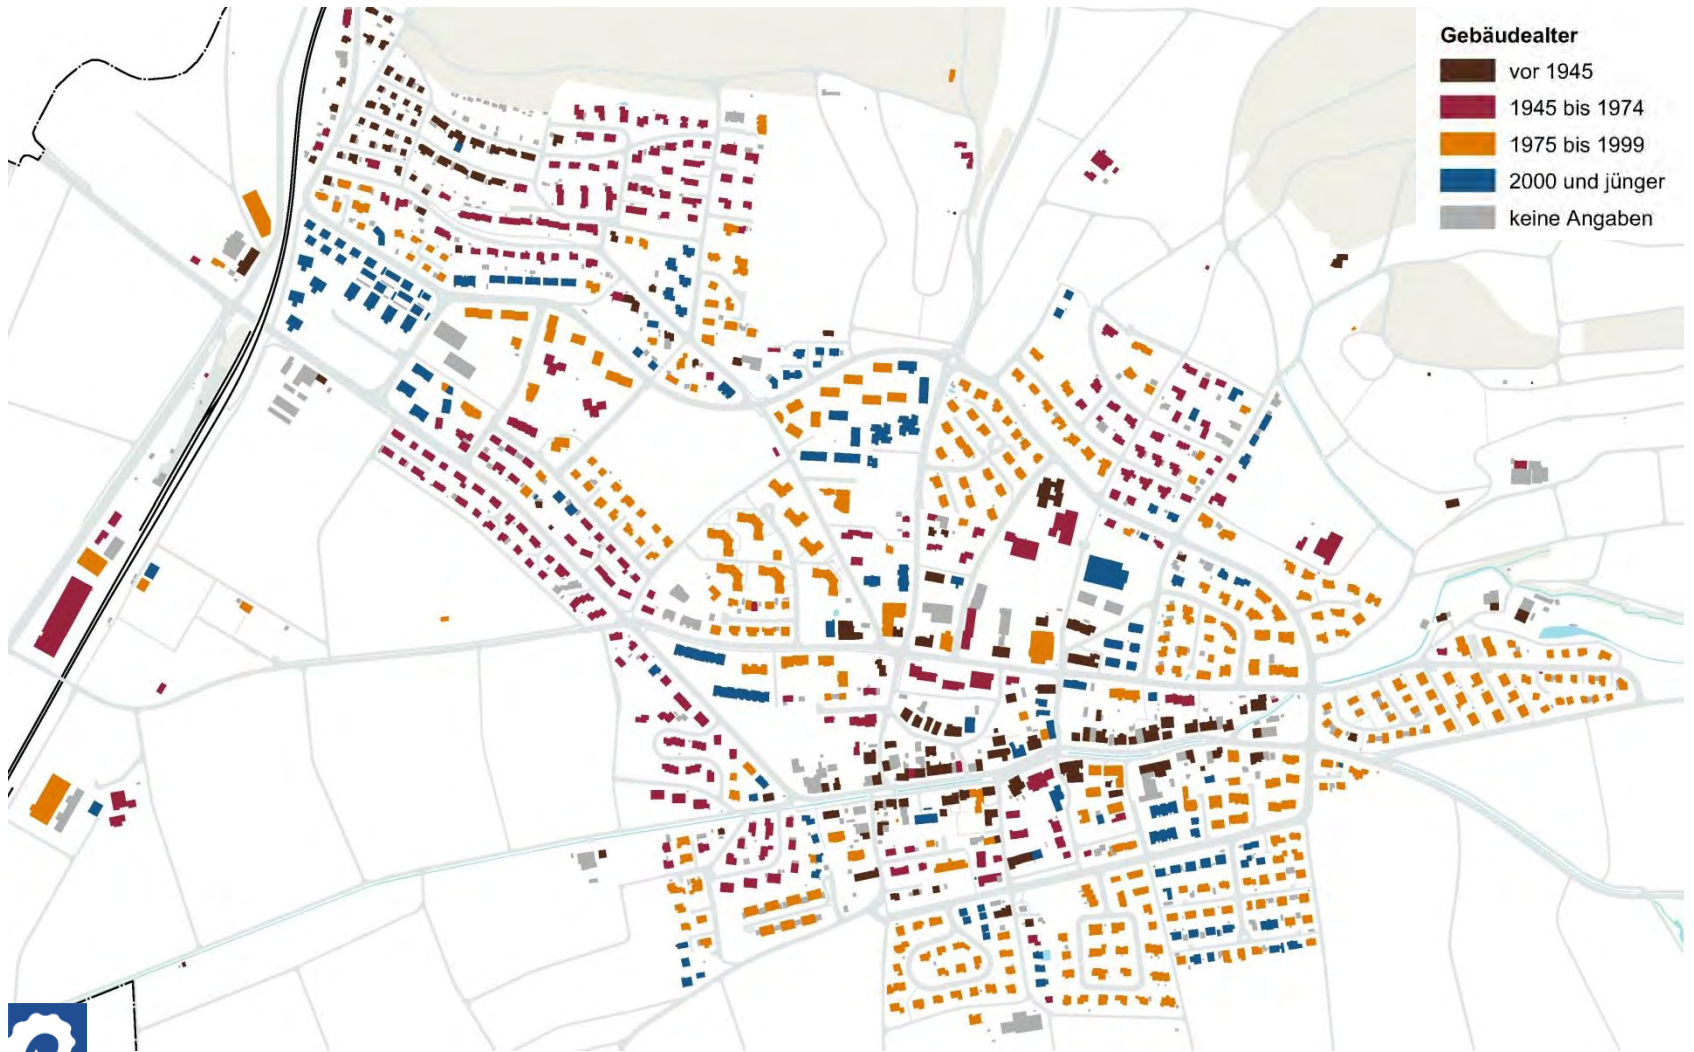 Gebäudealter
vor 1945
1945 bis 1974
1975 bis 1999
2000 und jünger
keine Angaben